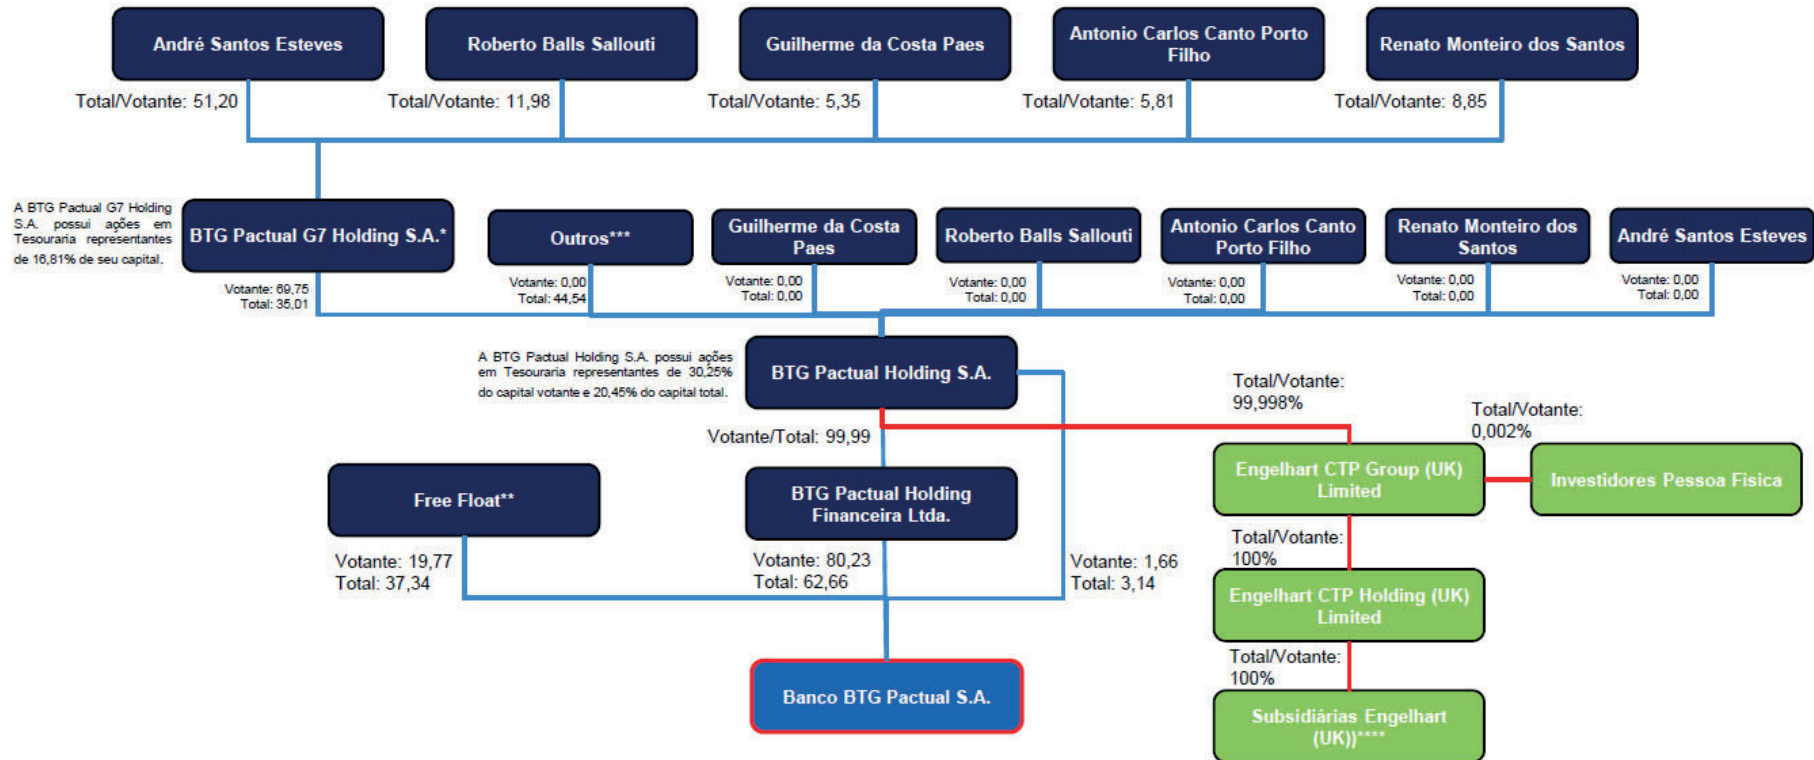 André Santos Esteves
Roberto Balls Sallouti
Guilherme da Costa Paes
Antonio Carlos Canto Porto
Filho
Renato Monteiro dos Santos
Total/Votante: 51,20
Total/Votante: 11,98
Total/Votante: 5,35
Total/Votante: 5,81
Total/Votante: 8,85
A BTG Pactual G7 Holding
S.A. possui ações em
Tesouraria representantes
de 16,81% de seu capital.
BTG Pactual G7 Holding S.A.*
Outros***
Guilherme da Costa
Paes
Roberto Balls Sallouti
Antonio Carlos Canto
Porto Filho
Renato Monteiro dos
Santos
André Santos Esteves
Votante: 69,75
Total: 35,01
Votante: 0,00
Total: 44,54
Votante: 0,00
Total: 0,00
Votante: 0,00
Total: 0,00
Votante: 0,00
Total: 0,00
Votante: 0,00
Total: 0,00
Votante: 0,00
Total: 0,00
A BTG Pactual Holding S.A. possui ações
em Tesouraria representantes de 30,25%
do capital votante e 20,45% do capital total.
BTG Pactual Holding S.A.
Total/Votante:
99,998%
Total/Votante:
0,002%
Votante/Total: 99,99
Engelhart CTP Group (UK)
Limited
Investidores Pessoa Fisica
Free Float**
BTG Pactual Holding
Financeira Ltda.
Votante: 19,77
Total: 37,34
Votante: 80,23
Total: 62,66
Votante: 1,66
Total: 3,14
Total/Votante:
100%
Engelhart CTP Holding (UK)
Limited
Total/Votante:
100%
Banco BTG Pactual S.A.
Subsidiárias Engelhart
(UK))****